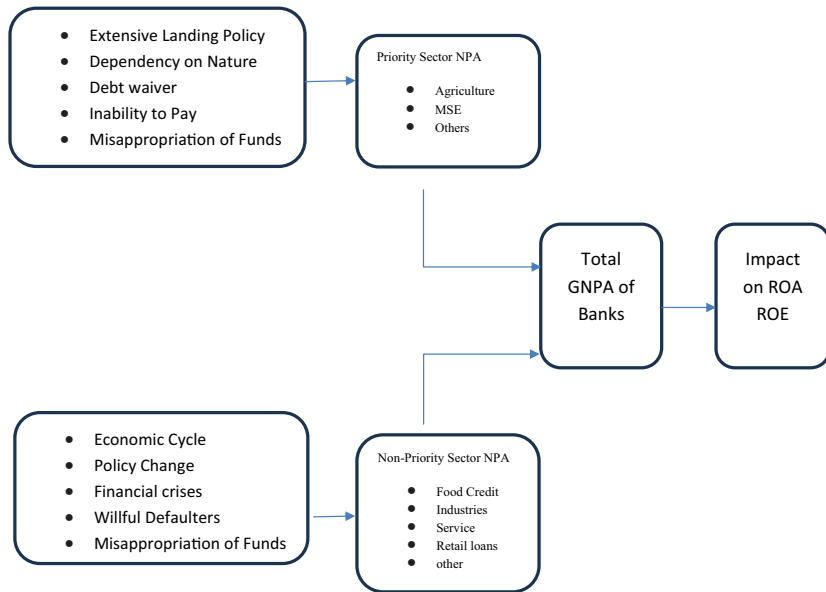 ● Extensive Landing Policy
● Dependency on Nature
● Debt waiver
● Inability to Pay
● Misappropriation of Funds
Priority Sector NPA
● Agriculture
● MSE
● Others
Total
GNPA of
Banks
Impact
on ROA
ROE
● Economic Cycle
● Policy Change
● Financial crises
● Willful Defaulters
● Misappropriation of Funds
Non-Priority Sector NPA
● Food Credit
● Industries
● Service
● Retail loans
● other